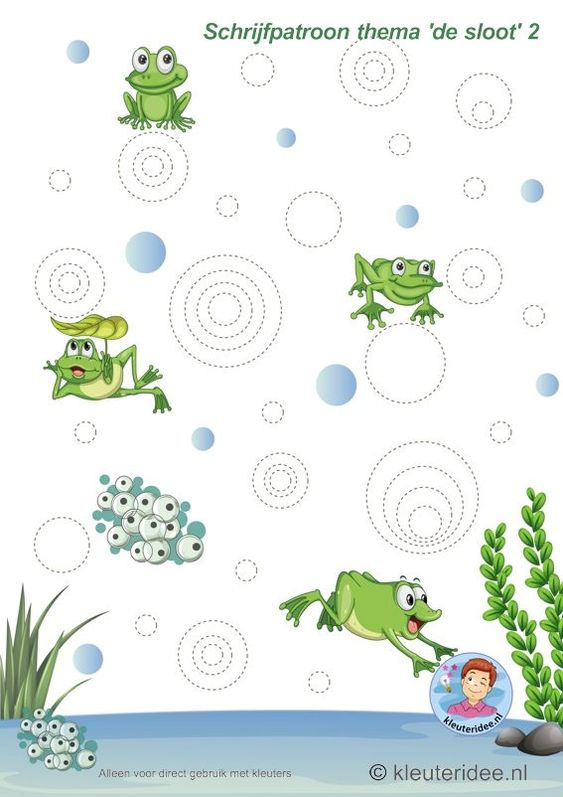 Schrijfpatroon thema 'de sloot' 2
kleuteridee.nl
Alleen voor direct gebruik met kleuters
© kleuteridee.nl